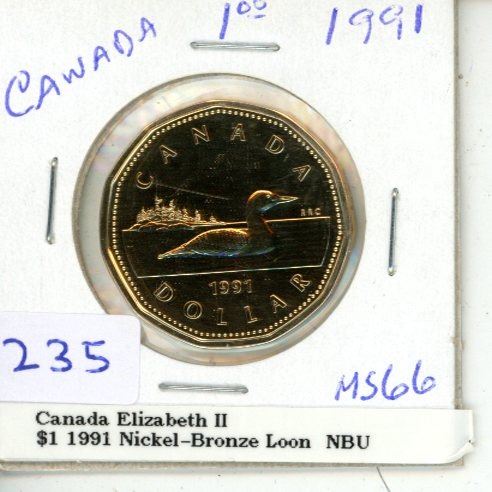 CANADA 1.00 1991
CANADA
RRC
1991
DOLLAR
235
MS66
Canada Elizabeth II
$1 1991 Nickel-Bronze Loon NBU